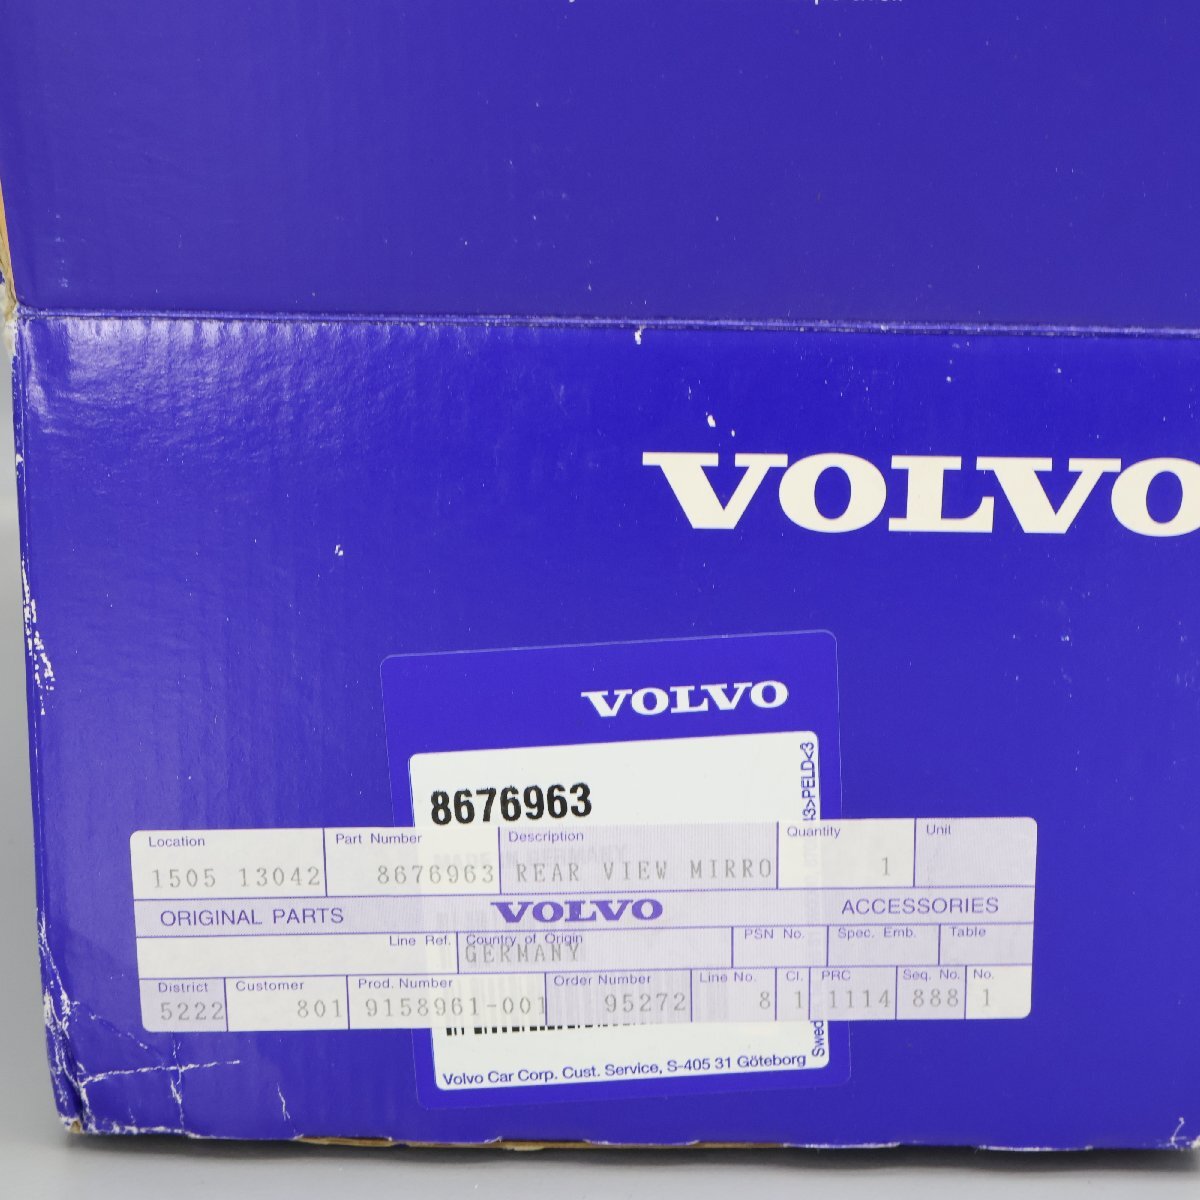 VOLVO
VOLVO
8676963
Location Part Number Description Quantity Unit
1505 13042 8676963 REAR VIEW MIRRO 1
ORIGINAL PARTS VOLVO ACCESSORIES
Line Ref. Country of Origin PSN No. Spec. Emb. Table
GERMANY
District Customer Prod. Number Order Number Line No. Cl. PRC Seq. No. No.
5222 801 9158961-001 95272 8 1 1114 888 1
Volvo Car Corp. Cust. Service, S-405 31 Göteborg